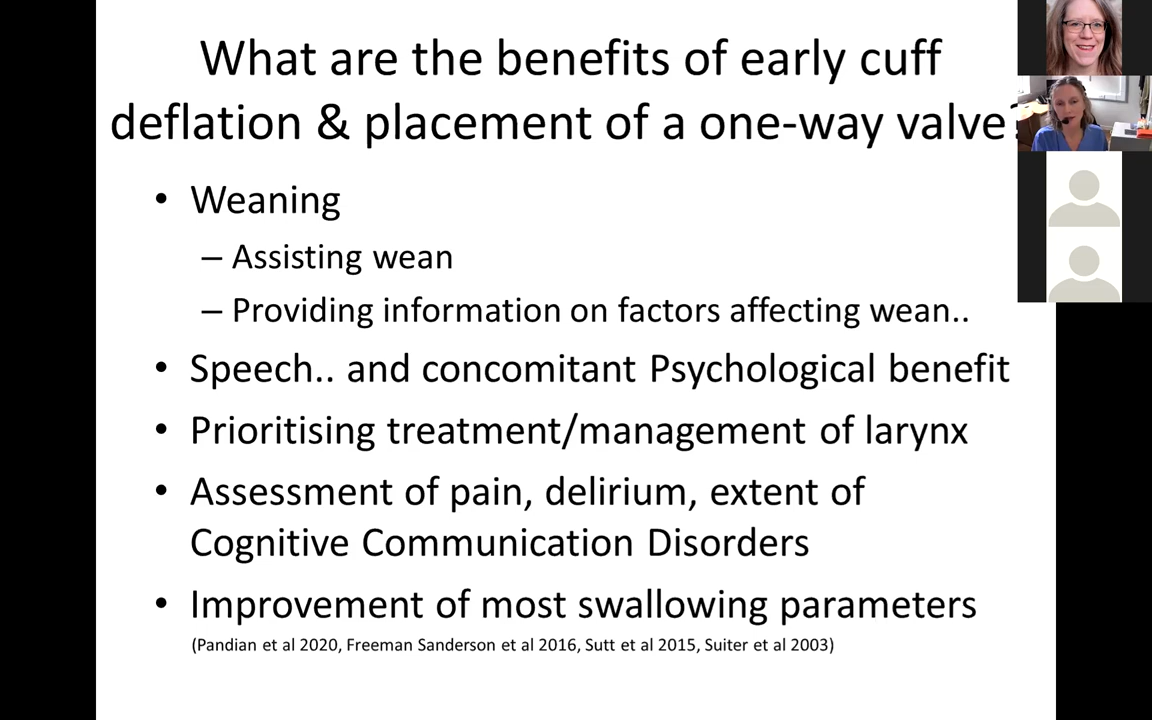 What are the benefits of early cuff
deflation & placement of a one-way valve?
• Weaning
– Assisting wean
– Providing information on factors affecting wean..
• Speech.. and concomitant Psychological benefit
• Prioritising treatment/management of larynx
• Assessment of pain, delirium, extent of
Cognitive Communication Disorders
• Improvement of most swallowing parameters
(Pandian et al 2020, Freeman Sanderson et al 2016, Sutt et al 2015, Suiter et al 2003)